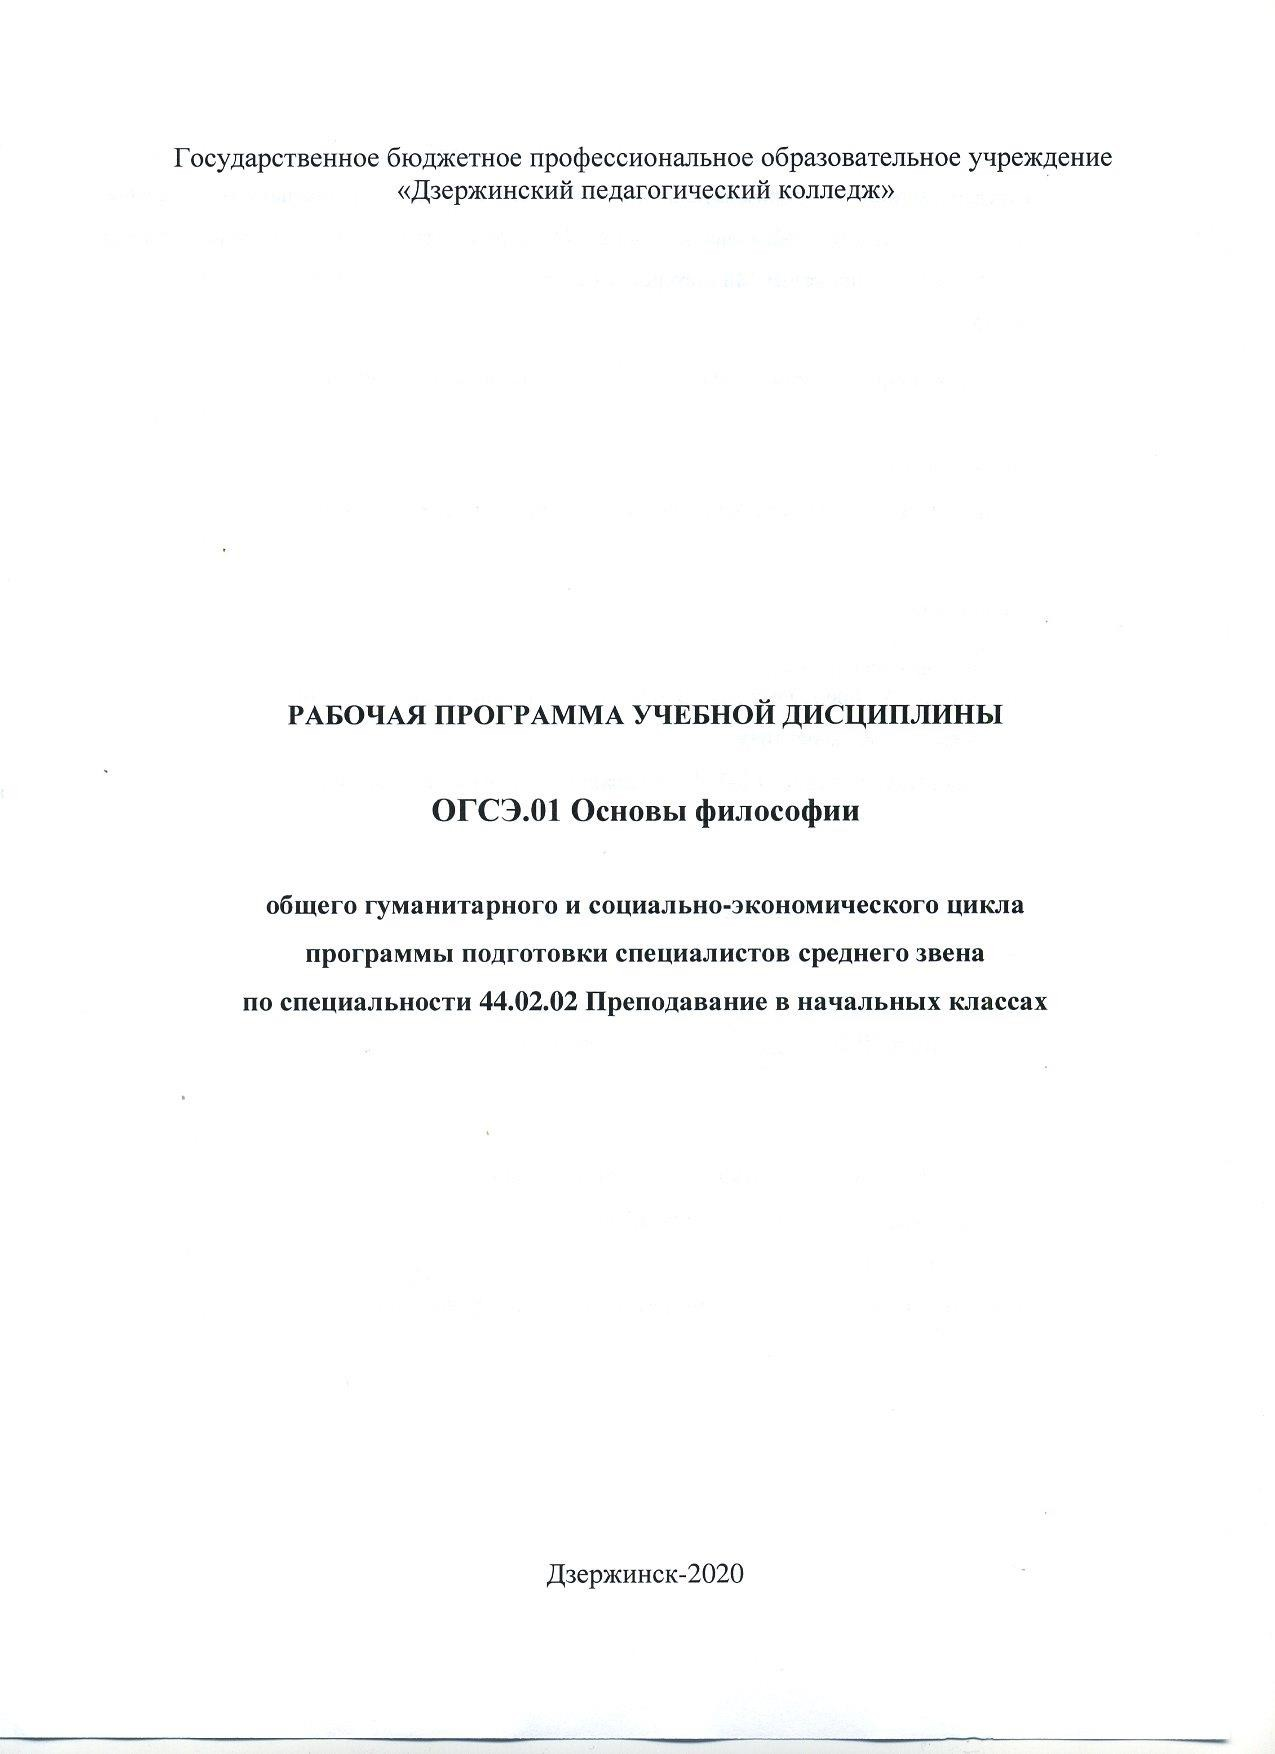 Государственное бюджетное профессиональное образовательное учреждение
«Дзержинский педагогический колледж»
РАБОЧАЯ ПРОГРАММА УЧЕБНОЙ ДИСЦИПЛИНЫ
ОГСЭ.01 Основы философии
общего гуманитарного и социально-экономического цикла
программы подготовки специалистов среднего звена
по специальности 44.02.02 Преподавание в начальных классах
Дзержинск-2020